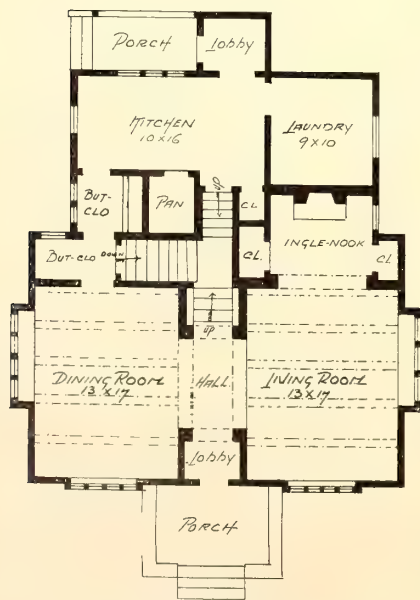 PORCH
Lobby
KITCHEN
10 X 16
LAUNDRY
9 X 10
BUT-
CLO
PAN
UP
CL
BUT-CLO
DOWN
CL.
INGLE-NOOK
CL
UP
DINING ROOM
13 X 17
HALL
LIVING ROOM
13 X 17
Lobby
PORCH